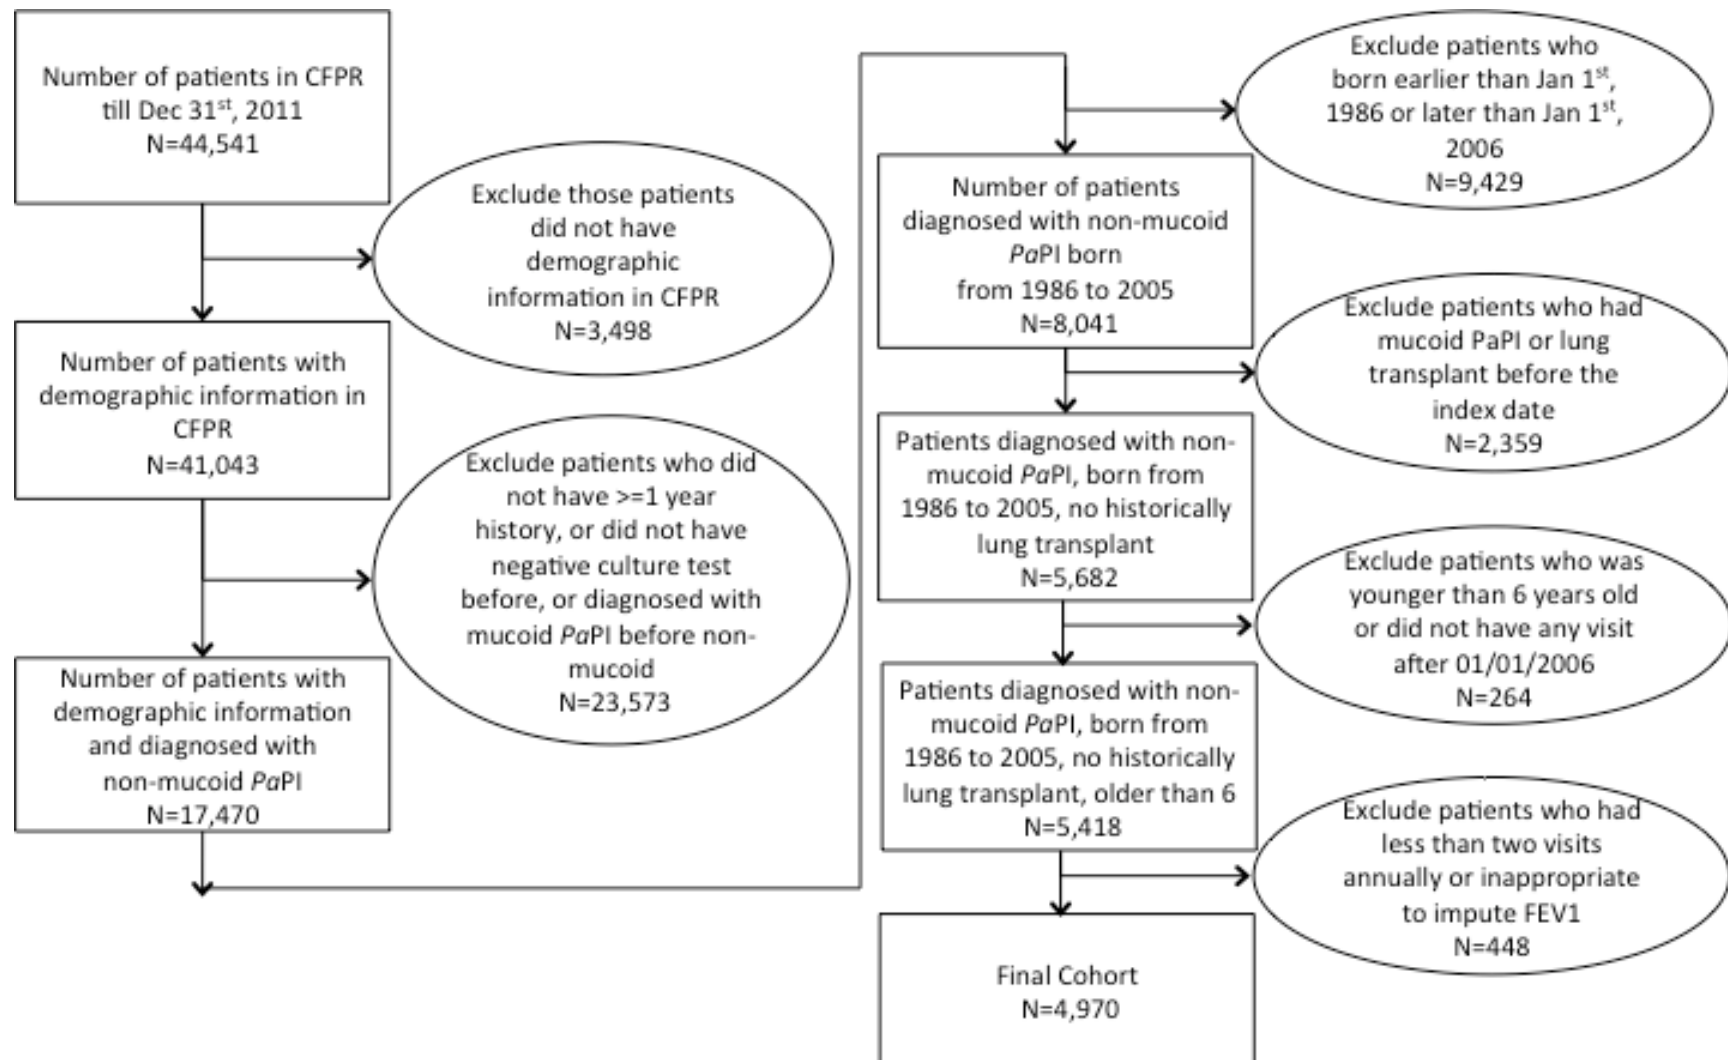 Number of patients in CFPR
till Dec 31st, 2011
N=44,541
Exclude those patients
did not have
demographic
information in CFPR
N=3,498
Number of patients with
demographic information in
CFPR
N=41,043
Exclude patients who did
not have >=1 year
history, or did not have
negative culture test
before, or diagnosed with
mucoid PaPI before non-
mucoid
N=23,573
Number of patients with
demographic information
and diagnosed with
non-mucoid PaPI
N=17,470
Exclude patients who
born earlier than Jan 1st,
1986 or later than Jan 1st,
2006
N=9,429
Number of patients
diagnosed with non-mucoid
PaPI born
from 1986 to 2005
N=8,041
Exclude patients who had
mucoid PaPI or lung
transplant before the
index date
N=2,359
Patients diagnosed with non-
mucoid PaPI, born from
1986 to 2005, no historically
lung transplant
N=5,682
Exclude patients who was
younger than 6 years old
or did not have any visit
after 01/01/2006
N=264
Patients diagnosed with non-
mucoid PaPI, born from
1986 to 2005, no historically
lung transplant, older than 6
N=5,418
Exclude patients who had
less than two visits
annually or inappropriate
to impute FEV1
N=448
Final Cohort
N=4,970